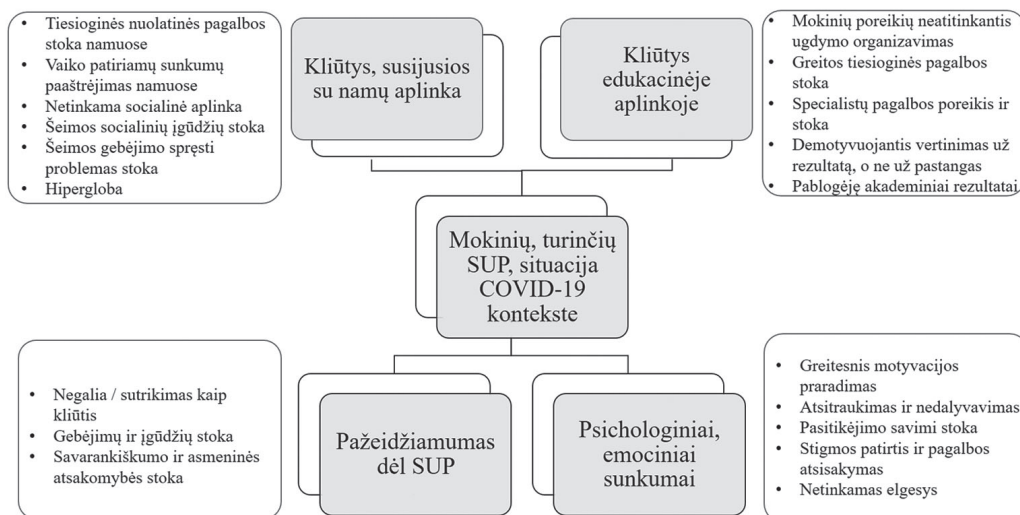 • Tiesioginės nuolatinės pagalbos
stoka namuose
• Vaiko patiriamų sunkumų
paaštrėjimas namuose
• Netinkama socialinė aplinka
• Šeimos socialinių įgūdžių stoka
• Šeimos gebėjimo spręsti
problemas stoka
• Hipergloba
Kliūtys, susijusios
su namų aplinka
Kliūtys
edukacinėje
aplinkoje
• Mokinių poreikių neatitinkantis
ugdymo organizavimas
• Greitos tiesioginės pagalbos
stoka
• Specialistų pagalbos poreikis ir
stoka
• Demotyvuojantis vertinimas už
rezultatą, o ne už pastangas
• Pablogėję akademiniai rezultatai
Mokinių, turinčių
SUP, situacija
COVID-19
kontekste
• Negalia / sutrikimas kaip
kliūtis
• Gebėjimų ir įgūdžių stoka
• Savarankiškumo ir asmeninės
atsakomybės stoka
Pažeidžiamumas
dėl SUP
Psichologiniai,
emociniai
sunkumai
• Greitesnis motyvacijos
praradimas
• Atsitraukimas ir nedalyvavimas
• Pasitikėjimo savimi stoka
• Stigmos patirtis ir pagalbos
atsisakymas
• Netinkamas elgesys